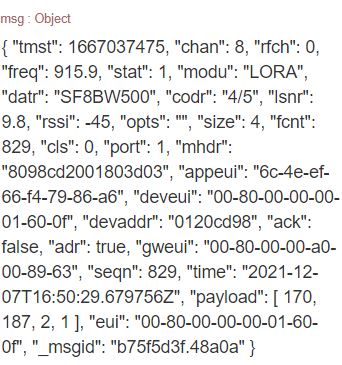 msg : Object
{ "tmst": 1667037475, "chan": 8, "rfch": 0,
"freq": 915.9, "stat": 1, "modu": "LORA",
"datr": "SF8BW500", "codr": "4/5", "lsnr":
9.8, "rssi": -45, "opts": "", "size": 4, "fcnt":
829, "cls": 0, "port": 1, "mhdr":
"8098cd2001803d03", "appeui": "6c-4e-ef-
66-f4-79-86-a6", "deveui": "00-80-00-00-00-
01-60-0f", "devaddr": "0120cd98", "ack":
false, "adr": true, "gweui": "00-80-00-00-a0-
00-89-63", "seqn": 829, "time": "2021-12-
07T16:50:29.679756Z", "payload": [ 170,
187, 2, 1 ], "eui": "00-80-00-00-00-01-60-
0f", "_msgid": "b75f5d3f.48a0a" }